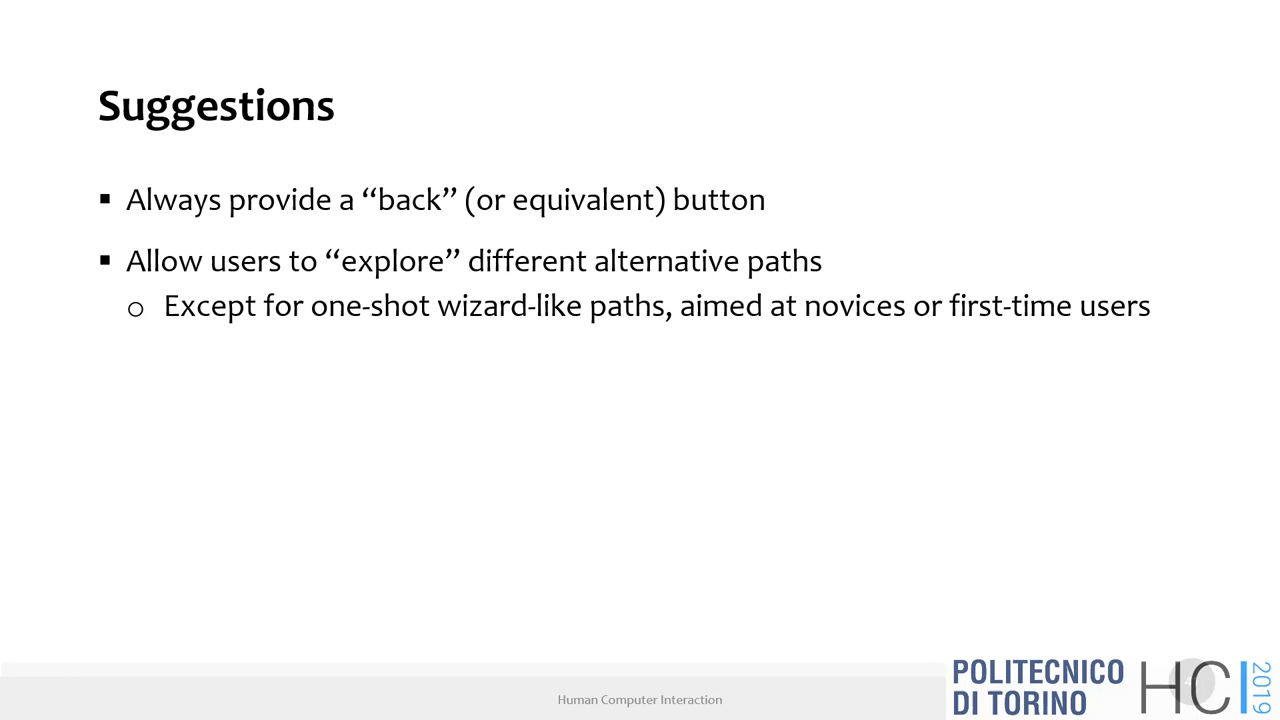 Suggestions
▪ Always provide a “back” (or equivalent) button
▪ Allow users to “explore” different alternative paths
o Except for one-shot wizard-like paths, aimed at novices or first-time users
Human Computer Interaction
POLITECNICO
DI TORINO
HCI
2019